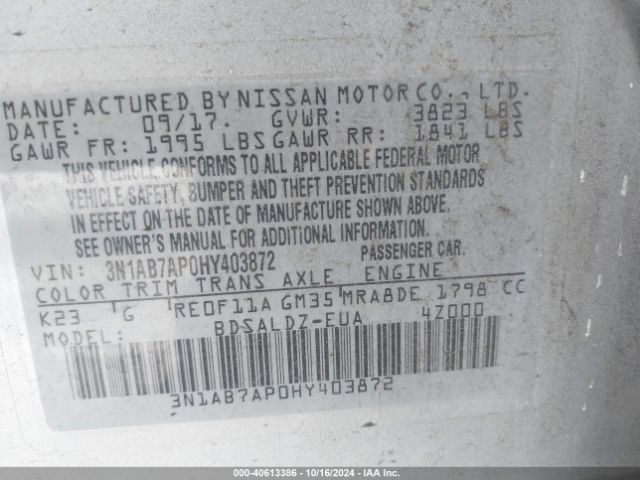 MANUFACTURED BY NISSAN MOTOR CO., LTD.
DATE: 09/17. GVWR: 3823 LBS
GAWR FR: 1995 LBS GAWR RR: 1841 LBS
THIS VEHICLE CONFORMS TO ALL APPLICABLE FEDERAL MOTOR
VEHICLE SAFETY, BUMPER AND THEFT PREVENTION STANDARDS
IN EFFECT ON THE DATE OF MANUFACTURE SHOWN ABOVE.
SEE OWNER'S MANUAL FOR ADDITIONAL INFORMATION.
VIN: 3N1AB7AP0HY403872 PASSENGER CAR.
COLOR TRIM TRANS AXLE ENGINE
K23 G RE0F11A GM35 MRA8DE 1798 CC
MODEL: BDSALDZ-EUA 4Z000
3N1AB7AP0HY403872
000-40613386 - 10/16/2024 - IAA Inc.